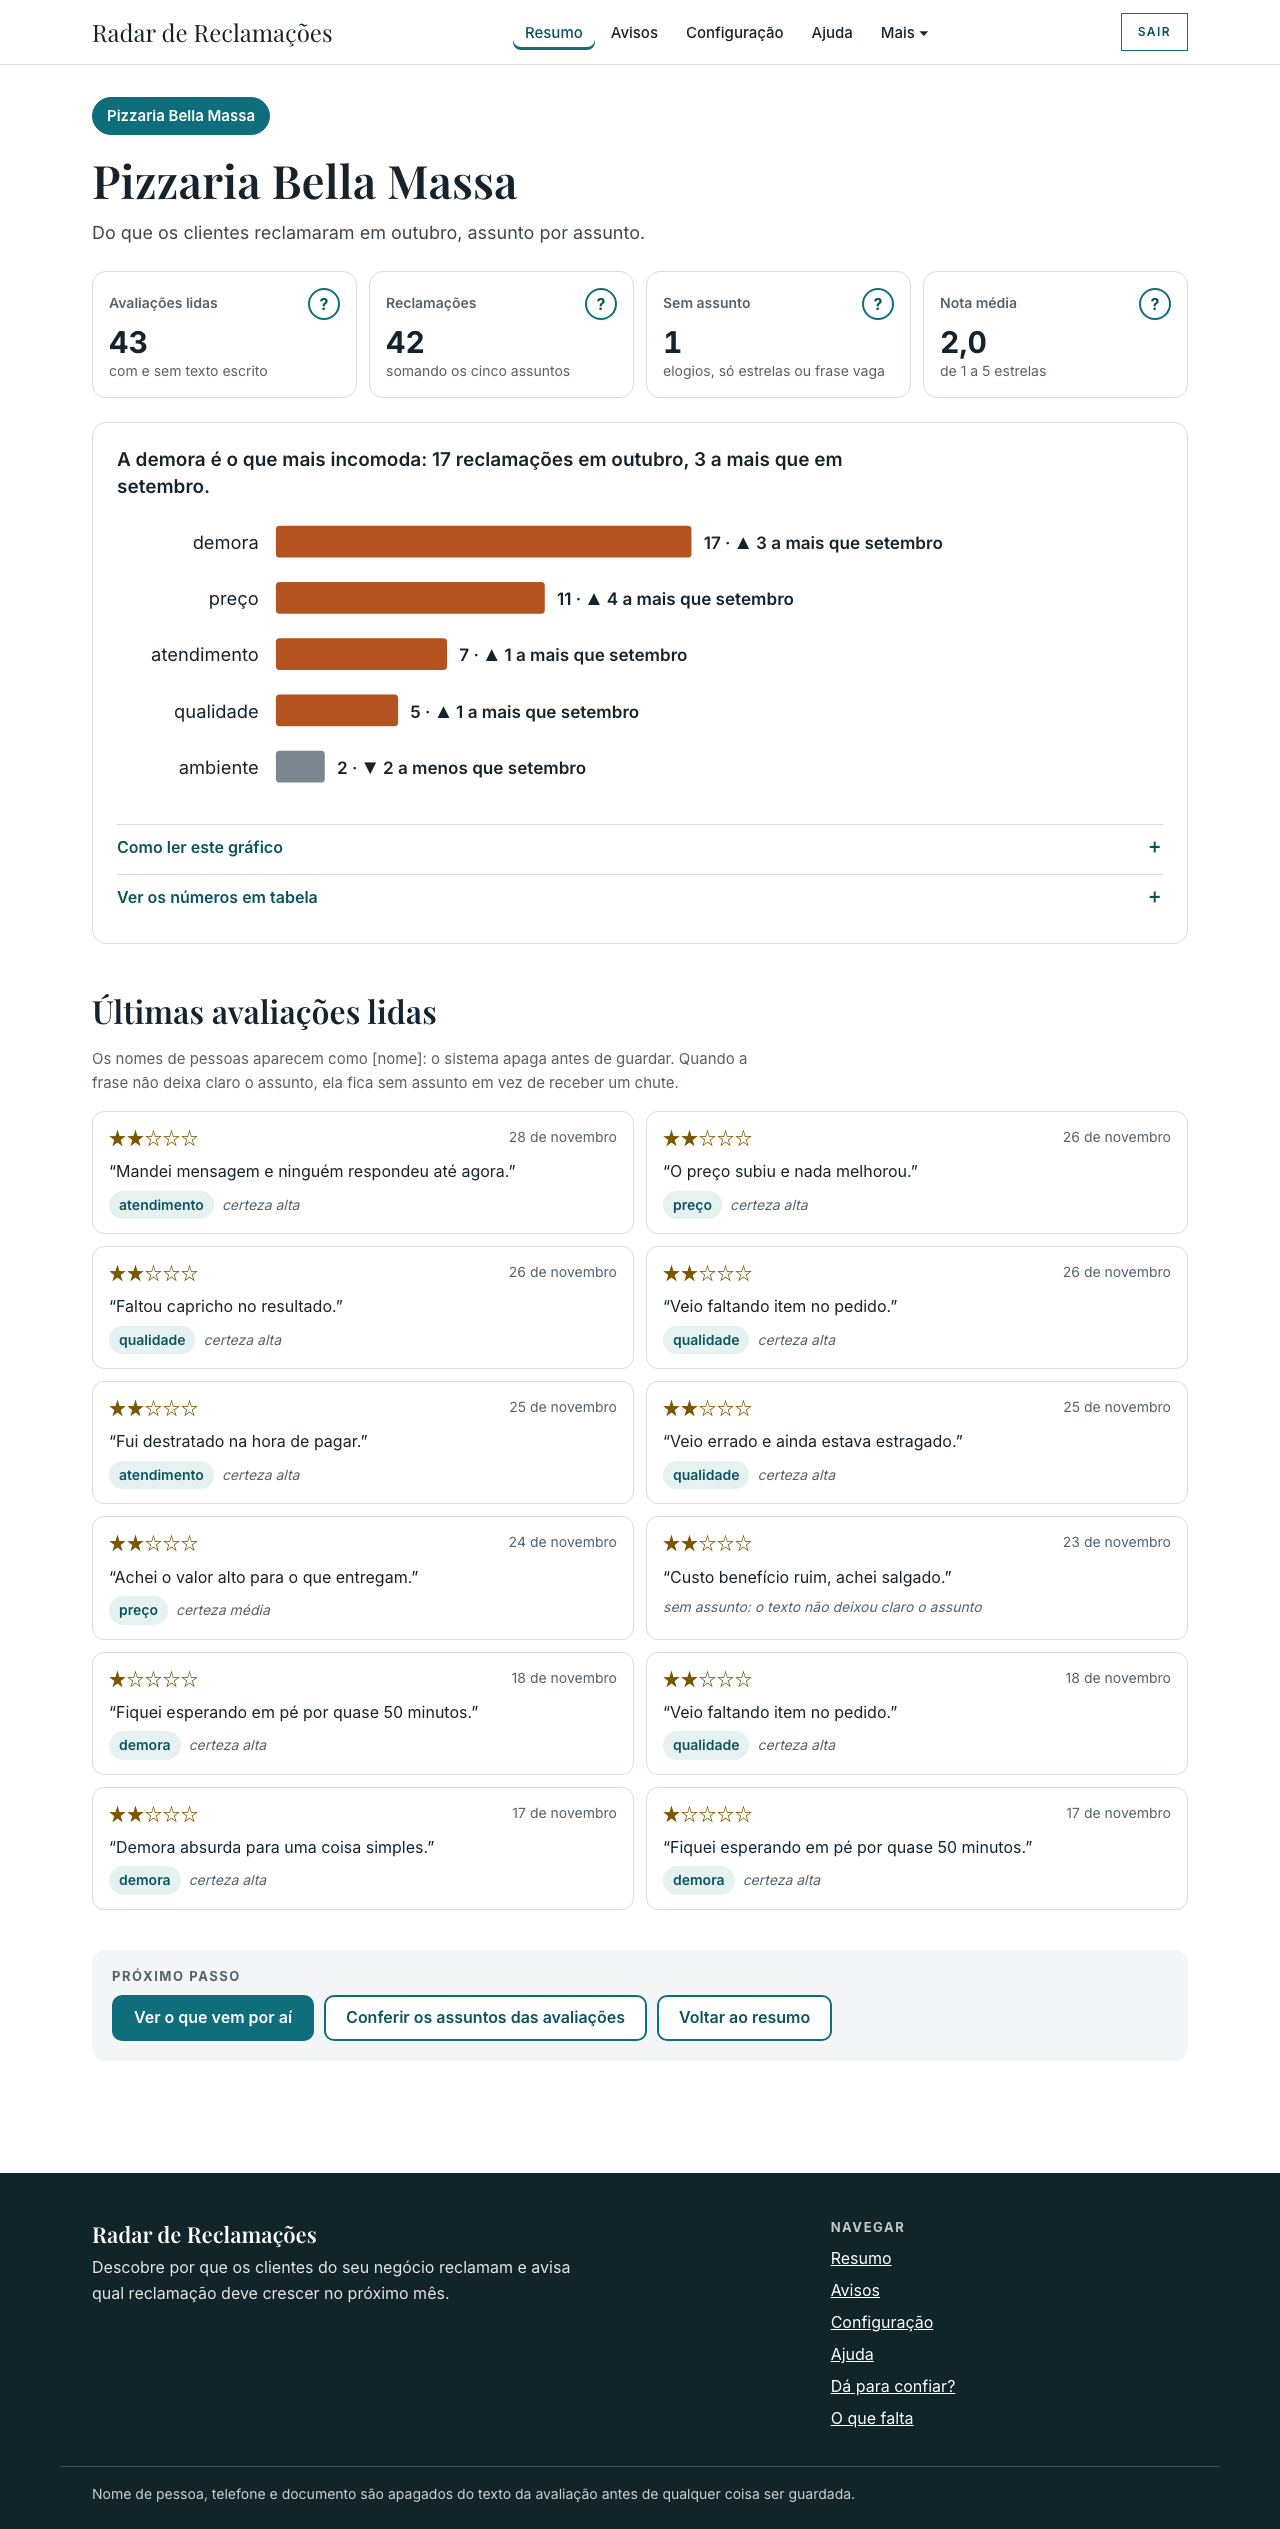 Radar de Reclamações
Resumo
Avisos
Configuração
Ajuda
Mais
SAIR
Pizzaria Bella Massa
Pizzaria Bella Massa
Do que os clientes reclamaram em outubro, assunto por assunto.
Avaliações lidas
?
43
com e sem texto escrito
Reclamações
?
42
somando os cinco assuntos
Sem assunto
?
1
elogios, só estrelas ou frase vaga
Nota média
?
2,0
de 1 a 5 estrelas
A demora é o que mais incomoda: 17 reclamações em outubro, 3 a mais que em
setembro.
demora
17 · ▲ 3 a mais que setembro
preço
11 · ▲ 4 a mais que setembro
atendimento
7 · ▲ 1 a mais que setembro
qualidade
5 · ▲ 1 a mais que setembro
ambiente
2 · ▼ 2 a menos que setembro
Como ler este gráfico
+
Ver os números em tabela
+
Últimas avaliações lidas
Os nomes de pessoas aparecem como [nome]: o sistema apaga antes de guardar. Quando a
frase não deixa claro o assunto, ela fica sem assunto em vez de receber um chute.
★★☆☆☆
28 de novembro
“Mandei mensagem e ninguém respondeu até agora.”
atendimento
certeza alta
★★☆☆☆
26 de novembro
“O preço subiu e nada melhorou.”
preço
certeza alta
★★☆☆☆
26 de novembro
“Faltou capricho no resultado.”
qualidade
certeza alta
★★☆☆☆
26 de novembro
“Veio faltando item no pedido.”
qualidade
certeza alta
★★☆☆☆
25 de novembro
“Fui destratado na hora de pagar.”
atendimento
certeza alta
★★☆☆☆
25 de novembro
“Veio errado e ainda estava estragado.”
qualidade
certeza alta
★★☆☆☆
24 de novembro
“Achei o valor alto para o que entregam.”
preço
certeza média
★★☆☆☆
23 de novembro
“Custo benefício ruim, achei salgado.”
sem assunto: o texto não deixou claro o assunto
★☆☆☆☆
18 de novembro
“Fiquei esperando em pé por quase 50 minutos.”
demora
certeza alta
★★☆☆☆
18 de novembro
“Veio faltando item no pedido.”
qualidade
certeza alta
★★☆☆☆
17 de novembro
“Demora absurda para uma coisa simples.”
demora
certeza alta
★☆☆☆☆
17 de novembro
“Fiquei esperando em pé por quase 50 minutos.”
demora
certeza alta
PRÓXIMO PASSO
Ver o que vem por aí
Conferir os assuntos das avaliações
Voltar ao resumo
Radar de Reclamações
Descobre por que os clientes do seu negócio reclamam e avisa
qual reclamação deve crescer no próximo mês.
NAVEGAR
Resumo
Avisos
Configuração
Ajuda
Dá para confiar?
O que falta
Nome de pessoa, telefone e documento são apagados do texto da avaliação antes de qualquer coisa ser guardada.